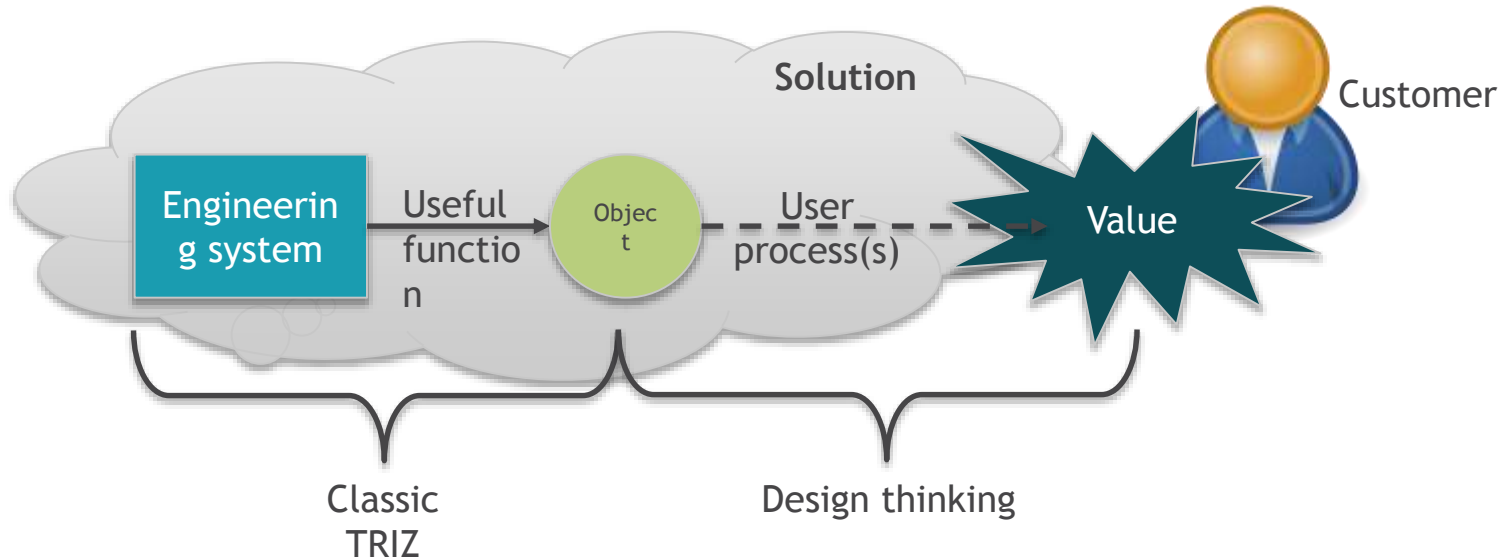 Solution
Customer
Engineerin
g system
Useful
functio
n
Objec
t
User
process(s)
Value
Classic
TRIZ
Design thinking